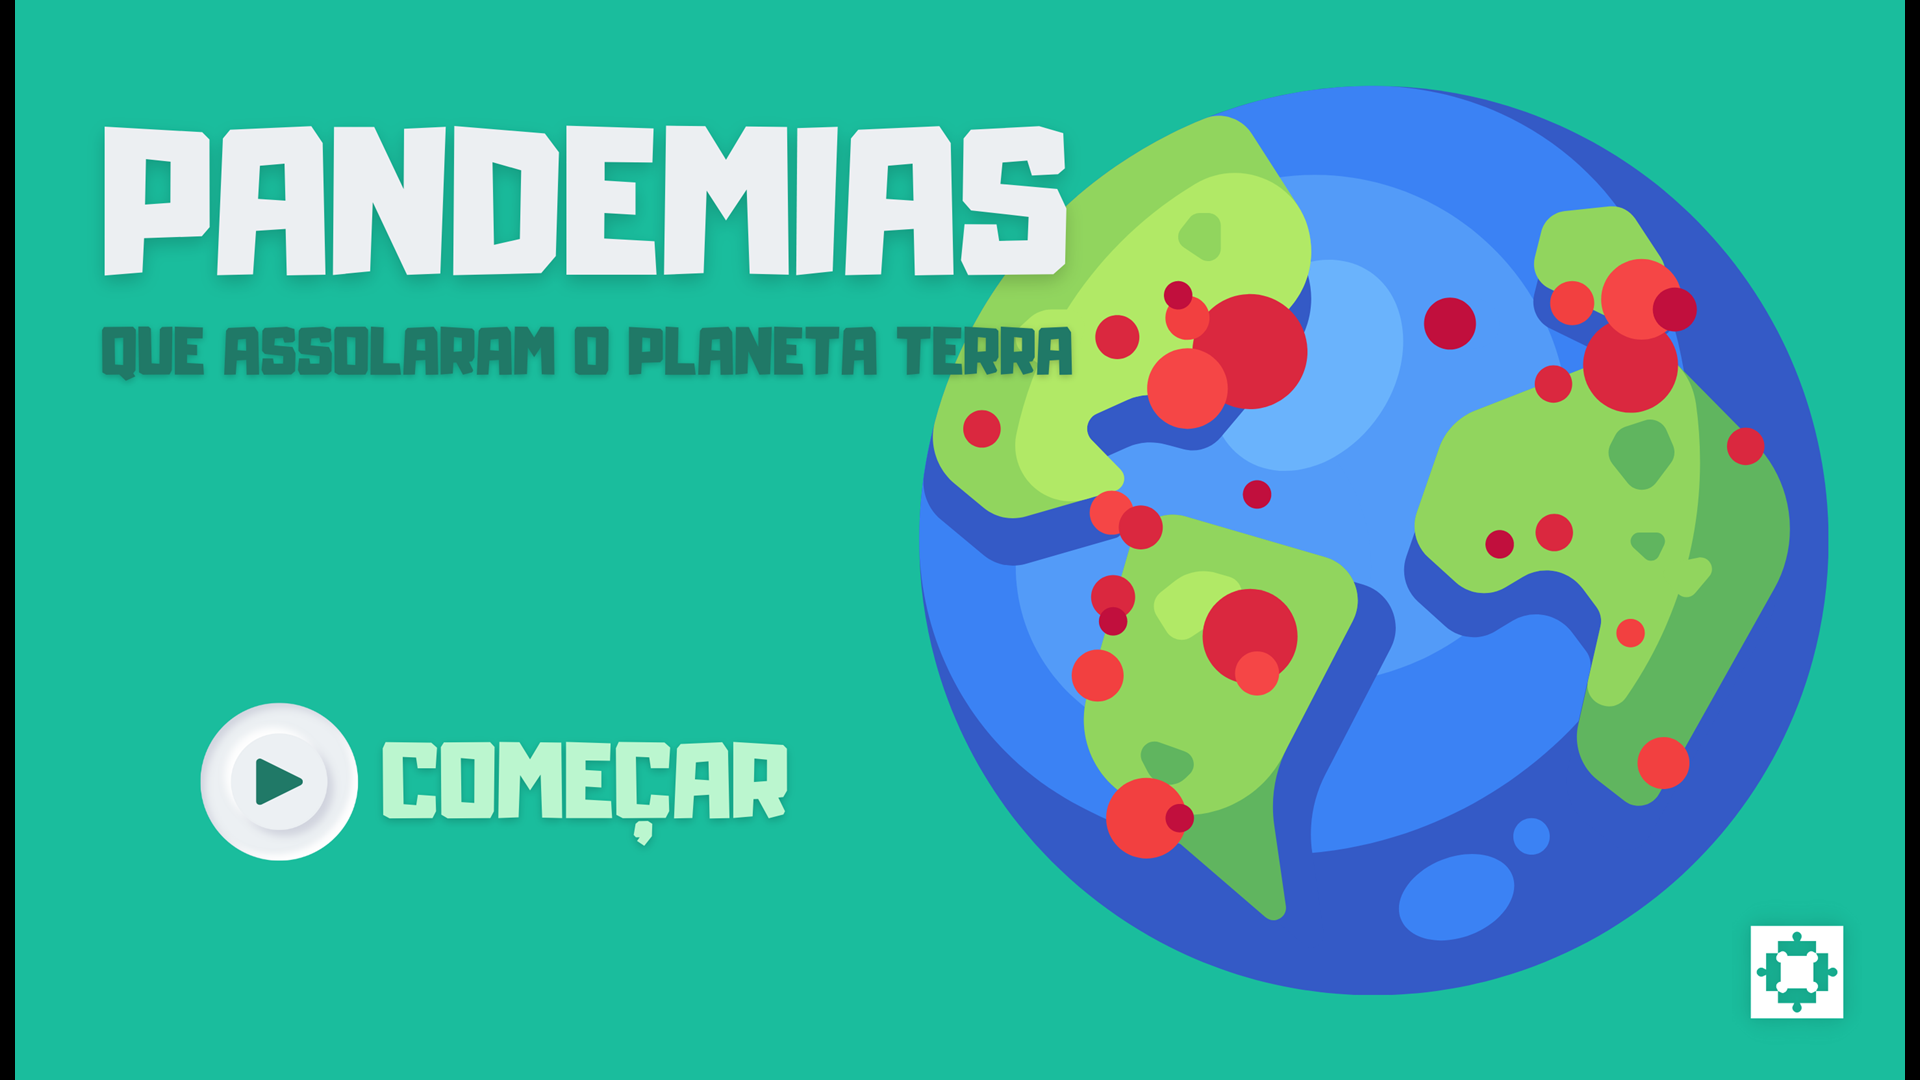 PANDEMIAS
QUE ASSOLARAM O PLANETA TERRA
COMEÇAR